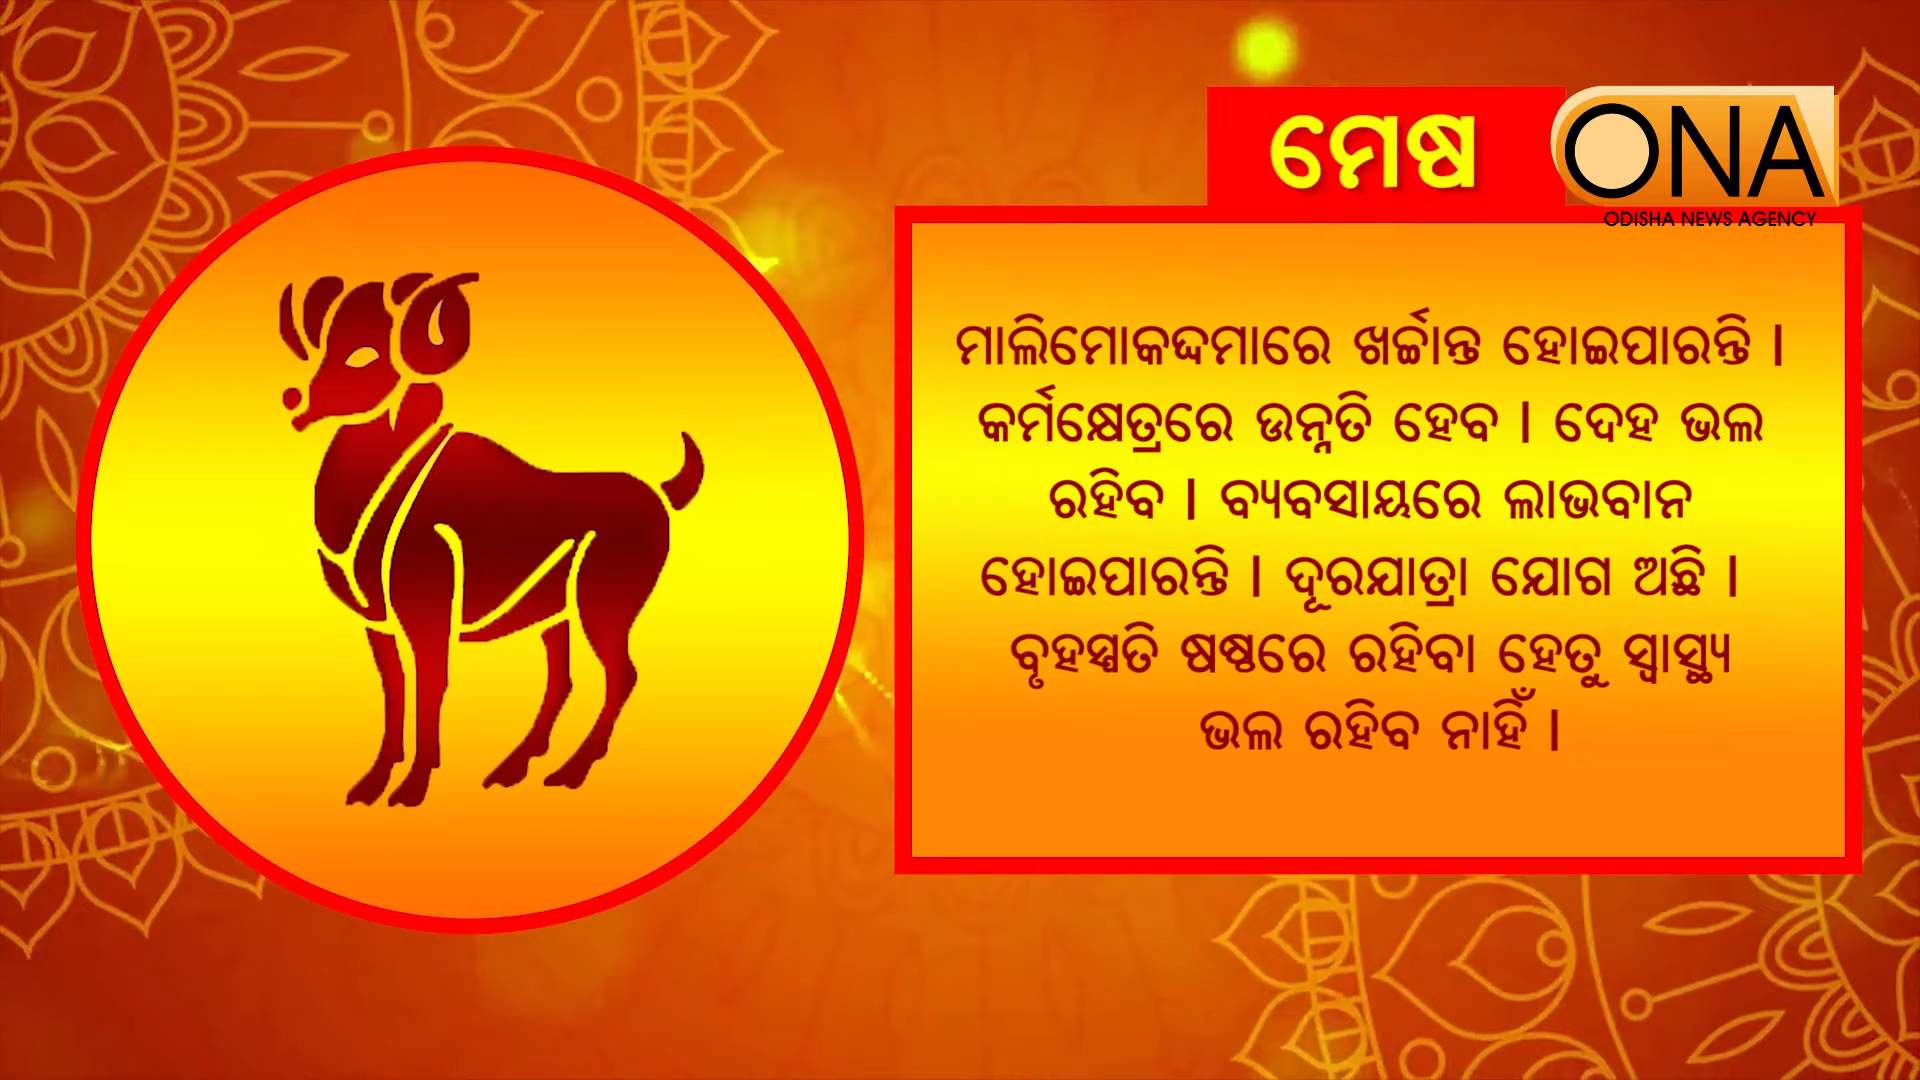 ମେଷ
ONA
ODISHA NEWS AGENCY
ମାଲିମୋକଦ୍ଦମାରେ ଖର୍ଚ୍ଚାନ୍ତ ହୋଇପାରନ୍ତି ।
କର୍ମକ୍ଷେତ୍ରରେ ଉନ୍ନତି ହେବ । ଦେହ ଭଲ
ରହିବ । ବ୍ୟବସାୟରେ ଲାଭବାନ
ହୋଇପାରନ୍ତି । ଦୂରଯାତ୍ରା ଯୋଗ ଅଛି ।
ବୃହସ୍ପତି ଷଷ୍ଠରେ ରହିବା ହେତୁ ସ୍ୱାସ୍ଥ୍ୟ
ଭଲ ରହିବ ନାହିଁ ।